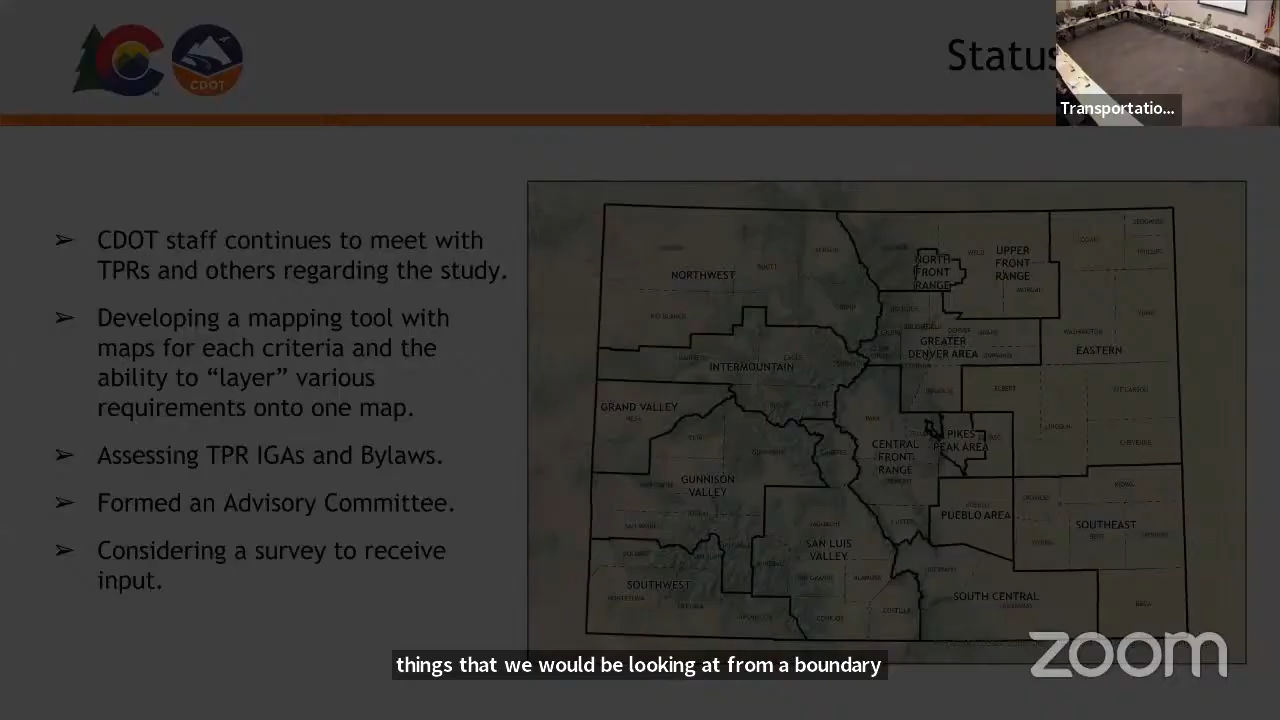 CDOT
Status
Transportatio...
➢ CDOT staff continues to meet with
TPRs and others regarding the study.
➢ Developing a mapping tool with
maps for each criteria and the
ability to “layer” various
requirements onto one map.
➢ Assessing TPR IGAs and Bylaws.
➢ Formed an Advisory Committee.
➢ Considering a survey to receive
input.
NORTHWEST
NORTH
FRONT
RANGE
UPPER
FRONT
RANGE
GREATER
DENVER AREA
EASTERN
INTERMOUNTAIN
GRAND VALLEY
CENTRAL
FRONT
RANGE
PIKES
PEAK AREA
GUNNISON
VALLEY
PUEBLO AREA
SOUTHEAST
SAN LUIS
VALLEY
SOUTHWEST
SOUTH CENTRAL
things that we would be looking at from a boundary
zoom